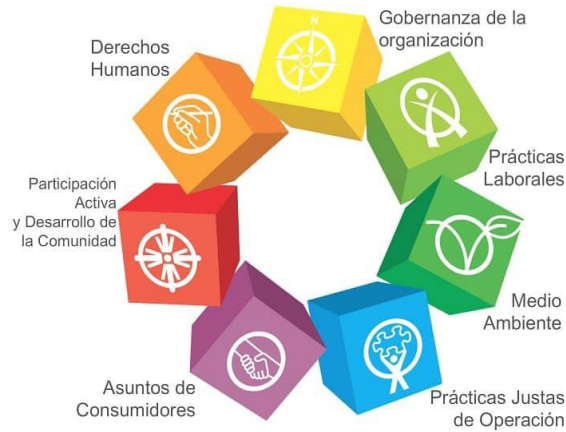 Gobernanza de la
organización
Derechos
Humanos
N
Prácticas
Laborales
Participación
Activa
y Desarrollo de
la Comunidad
Medio
Ambiente
Asuntos de
Consumidores
Prácticas Justas
de Operación